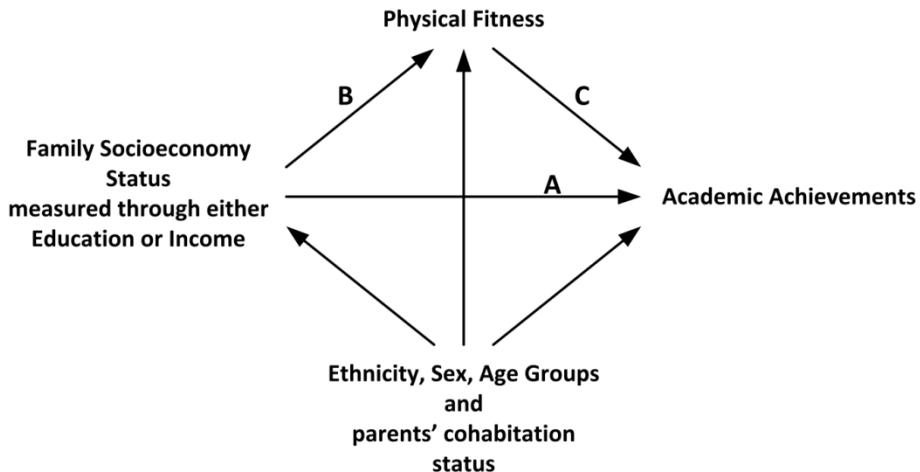 Physical Fitness
B
C
Family Socioeconomy
Status
measured through either
Education or Income
A
Academic Achievements
Ethnicity, Sex, Age Groups
and
parents’ cohabitation
status